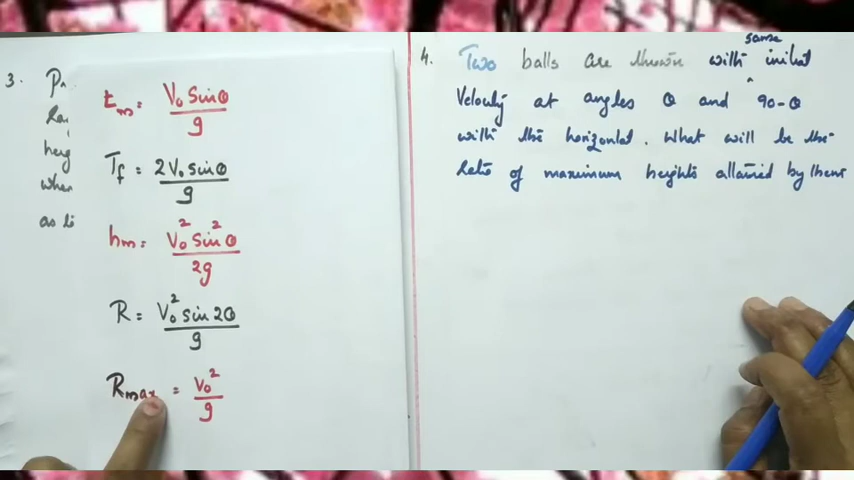 3.
tm = V₀ Sinθ / g
Tf = 2V₀ sinθ / g
hm = V₀² Sin²θ / 2g
R = V₀² sin 2θ / g
Rmax = V₀² / g
4. Two balls are thrown with same initial
Velocity at angles θ and 90-θ
with the horizontal. What will be the
Ratio of maximum heights attained by them